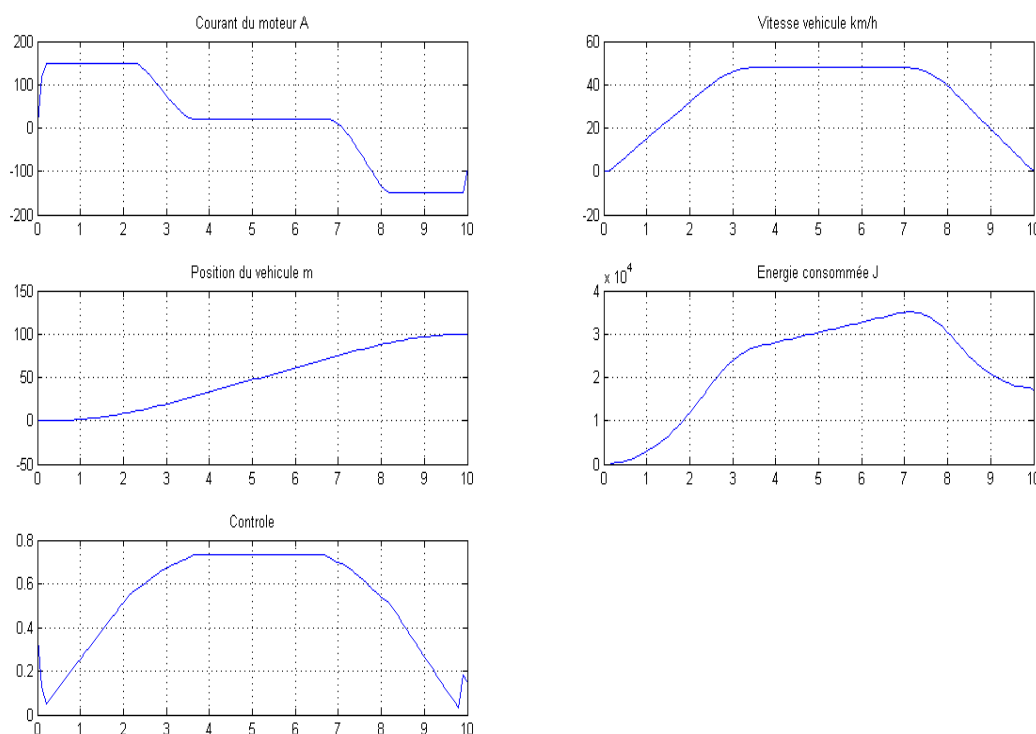 Courant du moteur A
200
100
0
-100
-200
0 1 2 3 4 5 6 7 8 9 10
Vitesse vehicule km/h
60
40
20
0
-20
0 1 2 3 4 5 6 7 8 9 10
Position du vehicule m
150
100
50
0
-50
0 1 2 3 4 5 6 7 8 9 10
Energie consommée J
x 10^4
4
3
2
1
0
0 1 2 3 4 5 6 7 8 9 10
Controle
0.8
0.6
0.4
0.2
0
0 1 2 3 4 5 6 7 8 9 10